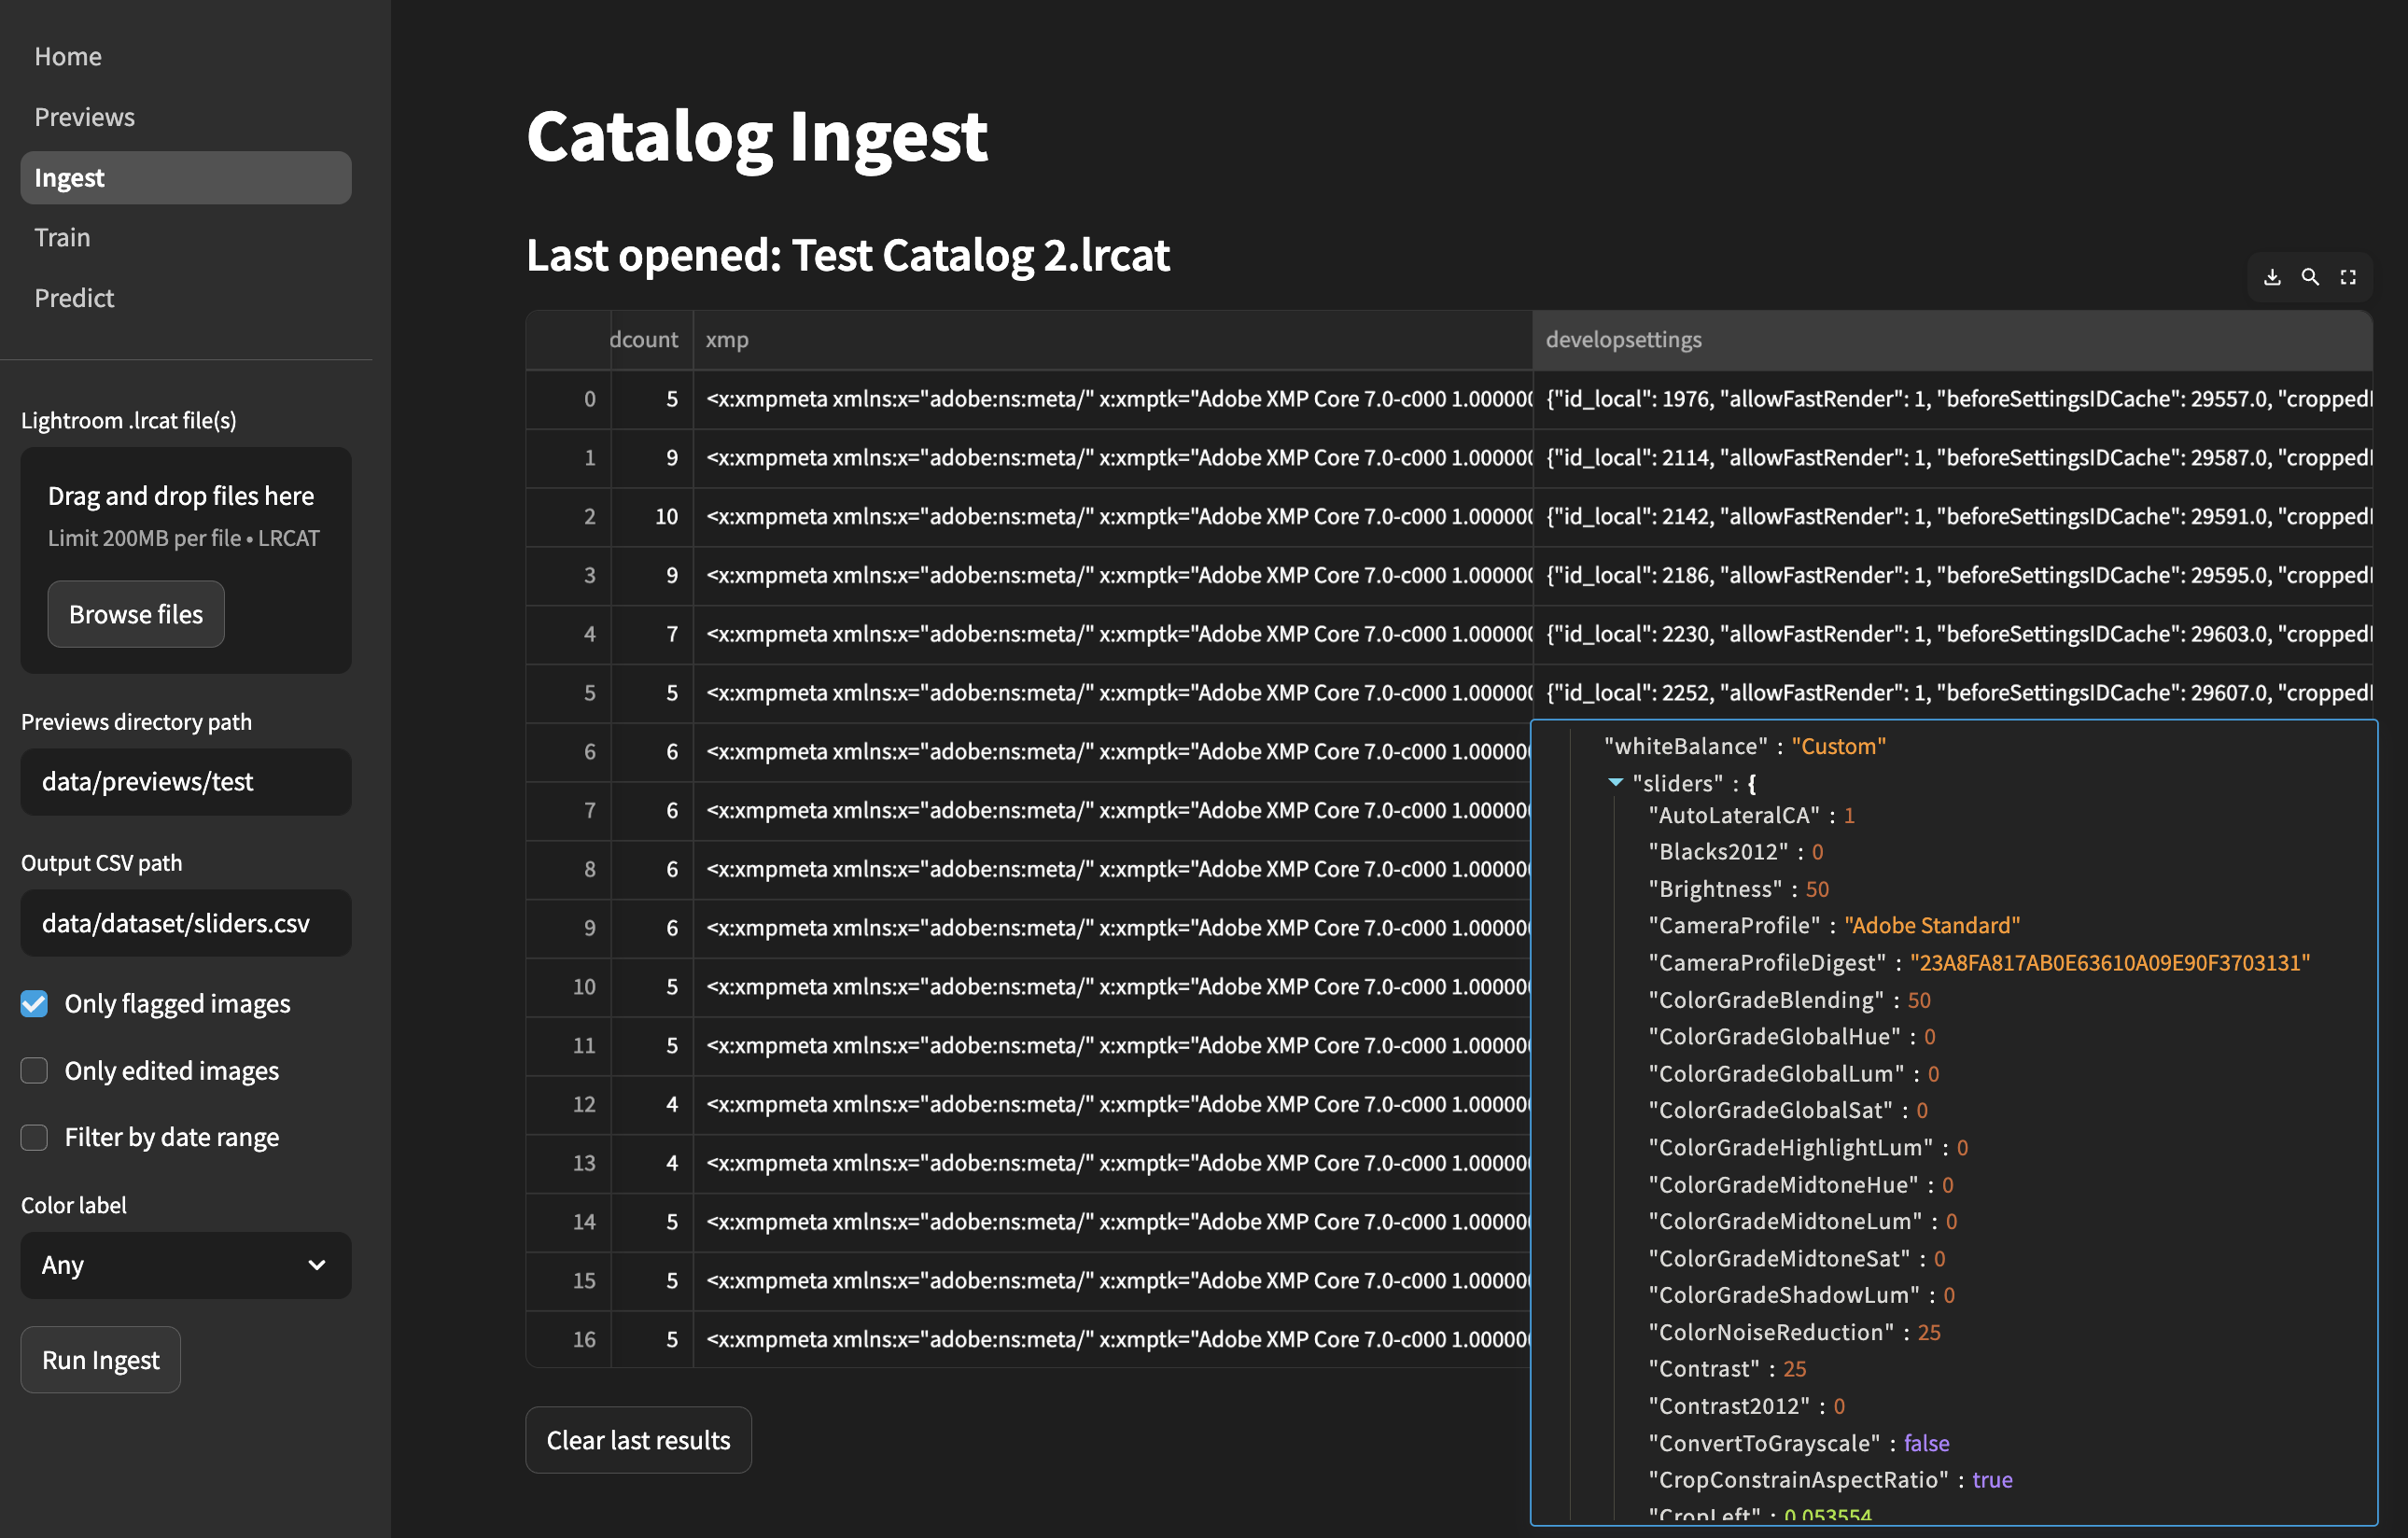 Home
Previews
Ingest
Train
Predict
Lightroom .lrcat file(s)
Drag and drop files here
Limit 200MB per file • LRCAT
Browse files
Previews directory path
data/previews/test
Output CSV path
data/dataset/sliders.csv
Only flagged images
Only edited images
Filter by date range
Color label
Any
Run Ingest
Catalog Ingest
Last opened: Test Catalog 2.lrcat
dcount xmp developsettings
0 5 <x:xmpmeta xmlns:x="adobe:ns:meta/" x:xmptk="Adobe XMP Core 7.0-c000 1.000000 {"id_local": 1976, "allowFastRender": 1, "beforeSettingsIDCache": 29557.0, "cropped
1 9 <x:xmpmeta xmlns:x="adobe:ns:meta/" x:xmptk="Adobe XMP Core 7.0-c000 1.000000 {"id_local": 2114, "allowFastRender": 1, "beforeSettingsIDCache": 29587.0, "cropped
2 10 <x:xmpmeta xmlns:x="adobe:ns:meta/" x:xmptk="Adobe XMP Core 7.0-c000 1.000000 {"id_local": 2142, "allowFastRender": 1, "beforeSettingsIDCache": 29591.0, "cropped
3 9 <x:xmpmeta xmlns:x="adobe:ns:meta/" x:xmptk="Adobe XMP Core 7.0-c000 1.000000 {"id_local": 2186, "allowFastRender": 1, "beforeSettingsIDCache": 29595.0, "cropped
4 7 <x:xmpmeta xmlns:x="adobe:ns:meta/" x:xmptk="Adobe XMP Core 7.0-c000 1.000000 {"id_local": 2230, "allowFastRender": 1, "beforeSettingsIDCache": 29603.0, "cropped
5 5 <x:xmpmeta xmlns:x="adobe:ns:meta/" x:xmptk="Adobe XMP Core 7.0-c000 1.000000 {"id_local": 2252, "allowFastRender": 1, "beforeSettingsIDCache": 29607.0, "cropped
6 6 <x:xmpmeta xmlns:x="adobe:ns:meta/" x:xmptk="Adobe XMP Core 7.0-c000 1.000000
7 6 <x:xmpmeta xmlns:x="adobe:ns:meta/" x:xmptk="Adobe XMP Core 7.0-c000 1.000000
8 6 <x:xmpmeta xmlns:x="adobe:ns:meta/" x:xmptk="Adobe XMP Core 7.0-c000 1.000000
9 6 <x:xmpmeta xmlns:x="adobe:ns:meta/" x:xmptk="Adobe XMP Core 7.0-c000 1.000000
10 5 <x:xmpmeta xmlns:x="adobe:ns:meta/" x:xmptk="Adobe XMP Core 7.0-c000 1.000000
11 5 <x:xmpmeta xmlns:x="adobe:ns:meta/" x:xmptk="Adobe XMP Core 7.0-c000 1.000000
12 4 <x:xmpmeta xmlns:x="adobe:ns:meta/" x:xmptk="Adobe XMP Core 7.0-c000 1.000000
13 4 <x:xmpmeta xmlns:x="adobe:ns:meta/" x:xmptk="Adobe XMP Core 7.0-c000 1.000000
14 5 <x:xmpmeta xmlns:x="adobe:ns:meta/" x:xmptk="Adobe XMP Core 7.0-c000 1.000000
15 5 <x:xmpmeta xmlns:x="adobe:ns:meta/" x:xmptk="Adobe XMP Core 7.0-c000 1.000000
16 5 <x:xmpmeta xmlns:x="adobe:ns:meta/" x:xmptk="Adobe XMP Core 7.0-c000 1.000000
"whiteBalance" : "Custom"
"sliders" : {
"AutoLateralCA" : 1
"Blacks2012" : 0
"Brightness" : 50
"CameraProfile" : "Adobe Standard"
"CameraProfileDigest" : "23A8FA817AB0E63610A09E90F3703131"
"ColorGradeBlending" : 50
"ColorGradeGlobalHue" : 0
"ColorGradeGlobalLum" : 0
"ColorGradeGlobalSat" : 0
"ColorGradeHighlightLum" : 0
"ColorGradeMidtoneHue" : 0
"ColorGradeMidtoneLum" : 0
"ColorGradeMidtoneSat" : 0
"ColorGradeShadowLum" : 0
"ColorNoiseReduction" : 25
"Contrast" : 25
"Contrast2012" : 0
"ConvertToGrayscale" : false
"CropConstrainAspectRatio" : true
"CropLeft" : 0.053554
Clear last results